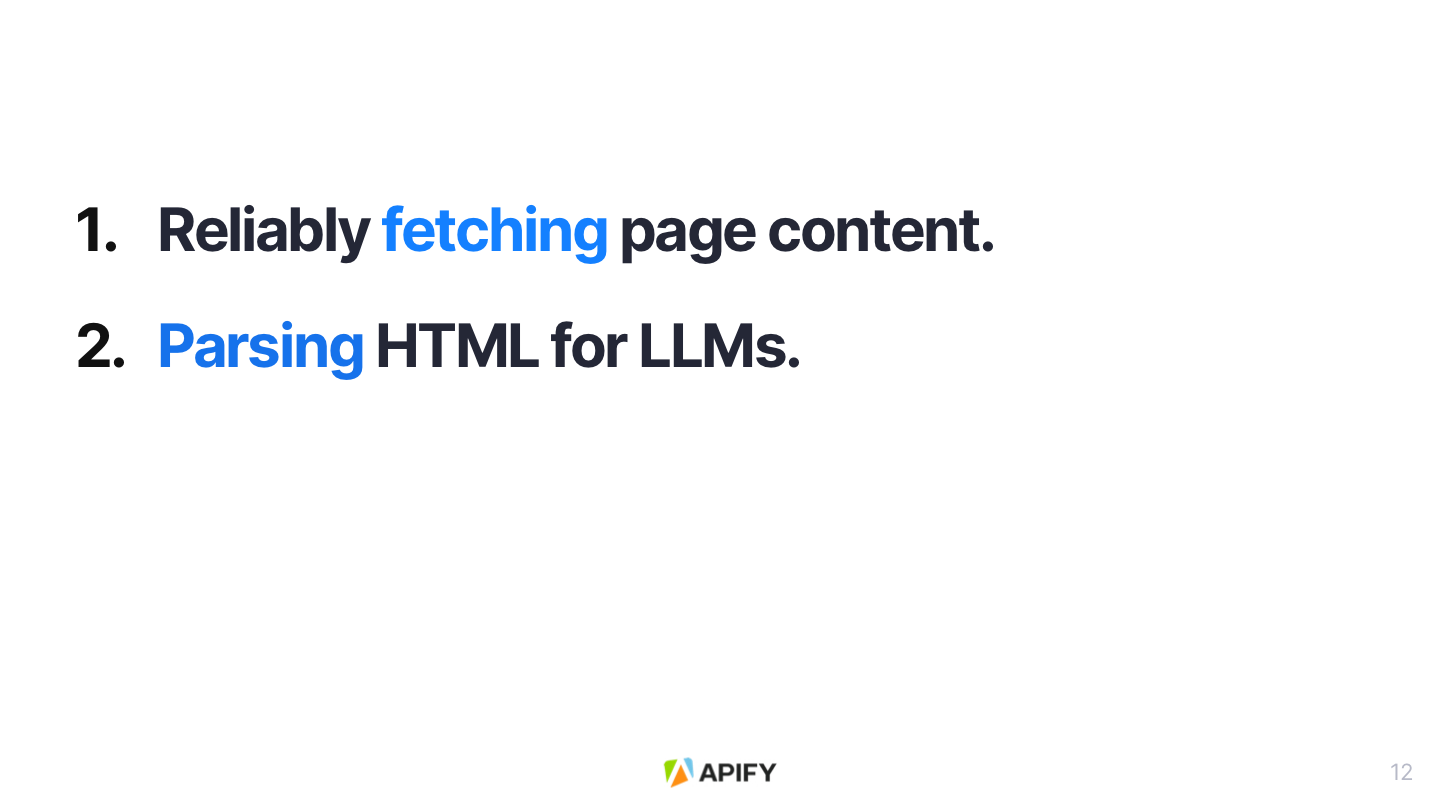 1. Reliably fetching page content.
2. Parsing HTML for LLMs.
APIFY
12